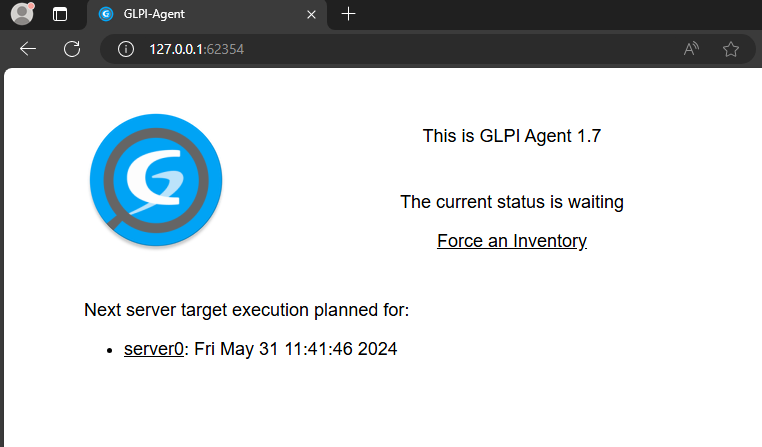 GLPI-Agent
127.0.0.1:62354
This is GLPI Agent 1.7
The current status is waiting
Force an Inventory
Next server target execution planned for:
server0: Fri May 31 11:41:46 2024